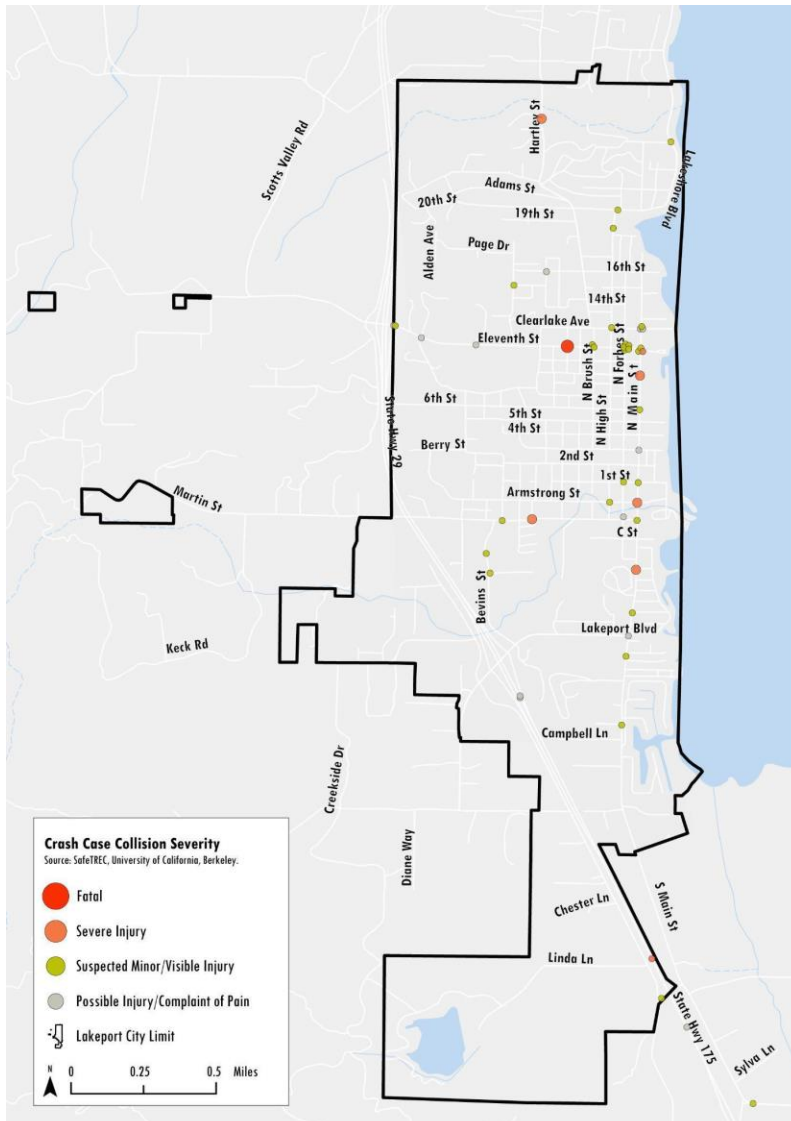 Scotts Valley Rd
Hartley St
Lakeshore Blvd
Adams St
20th St
19th St
Alden Ave
Page Dr
16th St
14th St
Clearlake Ave
Eleventh St
N Brush St
N Forbes St
N Main St
State Hwy 29
6th St
5th St
4th St
N High St
Berry St
2nd St
1st St
Martin St
Armstrong St
C St
Bevins St
Lakeport Blvd
Keck Rd
Campbell Ln
Creekside Dr
Diane Way
Chester Ln
S Main St
Linda Ln
State Hwy 175
Sylva Ln
Crash Case Collision Severity
Source: SafeTREC, University of California, Berkeley.
Fatal
Severe Injury
Suspected Minor/Visible Injury
Possible Injury/Complaint of Pain
Lakeport City Limit
N
0 0.25 0.5 Miles